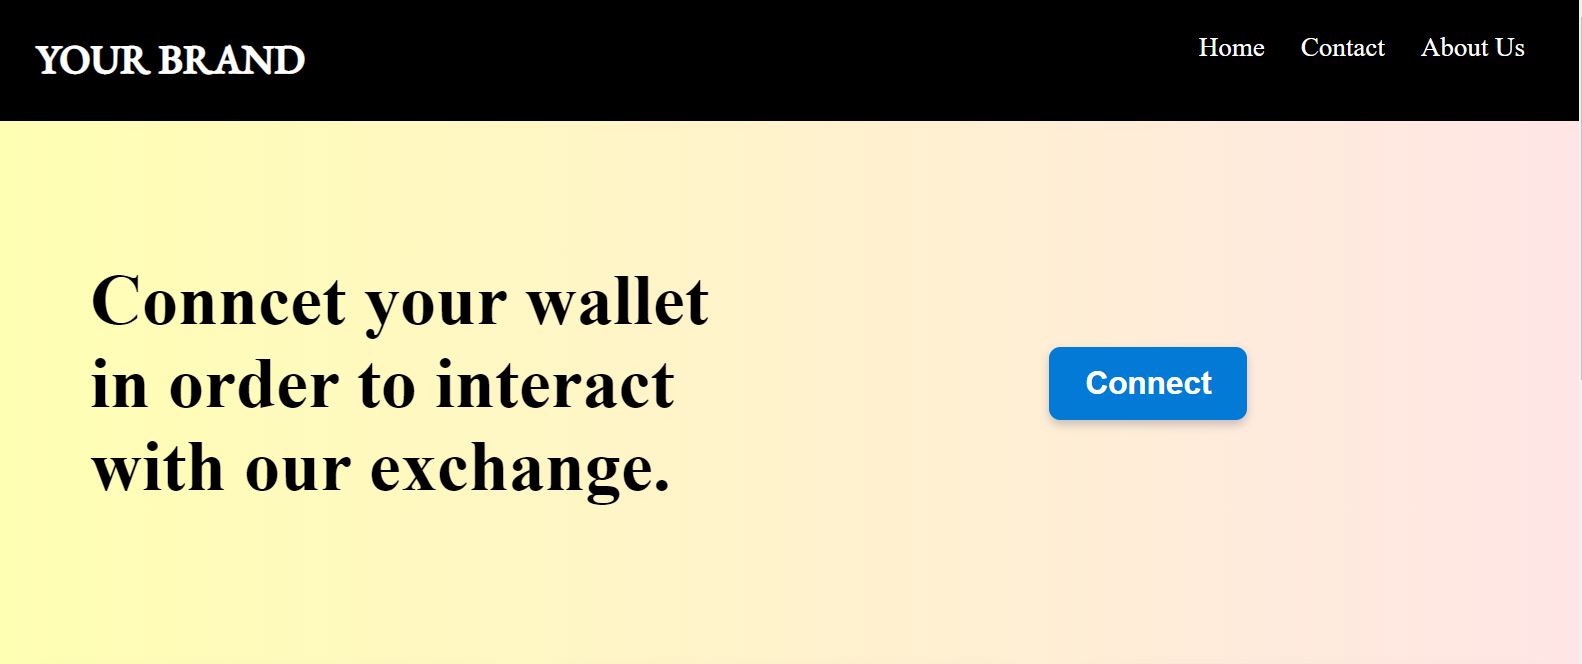 YOUR BRAND
Home Contact About Us
Conncet your wallet
in order to interact
with our exchange.
Connect